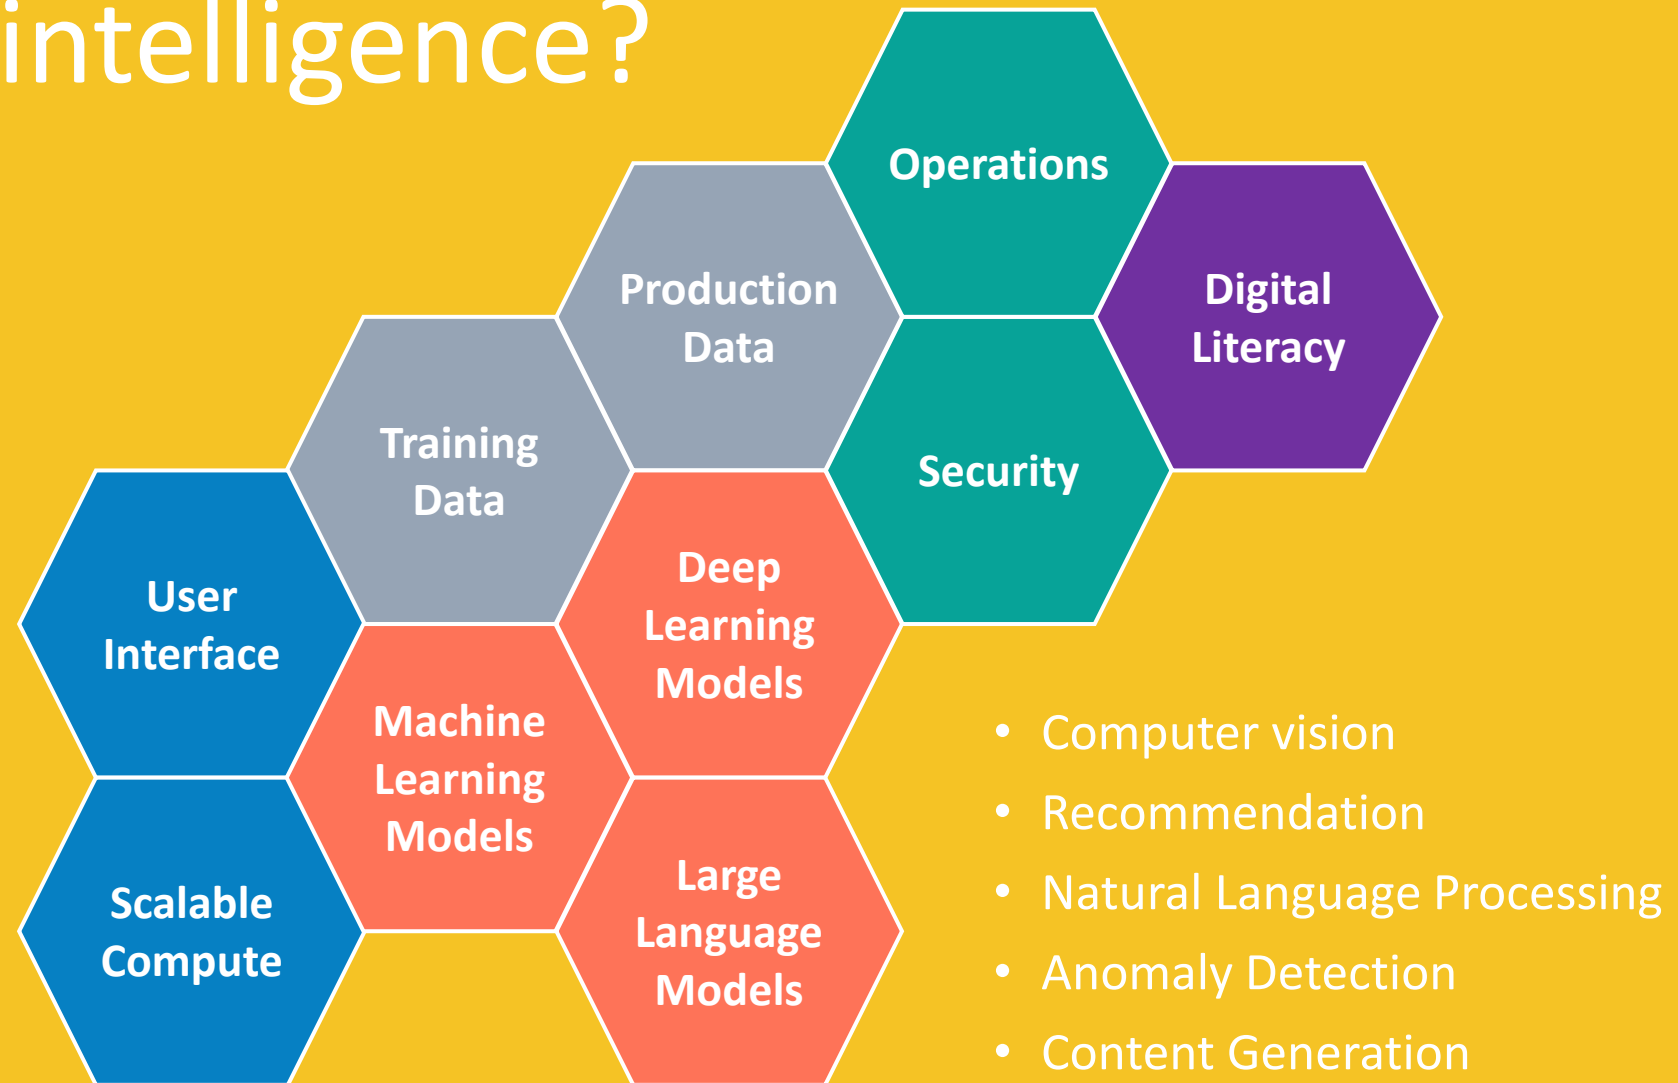 intelligence?
Operations
Production
Data
Digital
Literacy
Training
Data
Security
User
Interface
Deep
Learning
Models
Machine
Learning
Models
Scalable
Compute
Large
Language
Models
• Computer vision
• Recommendation
• Natural Language Processing
• Anomaly Detection
• Content Generation